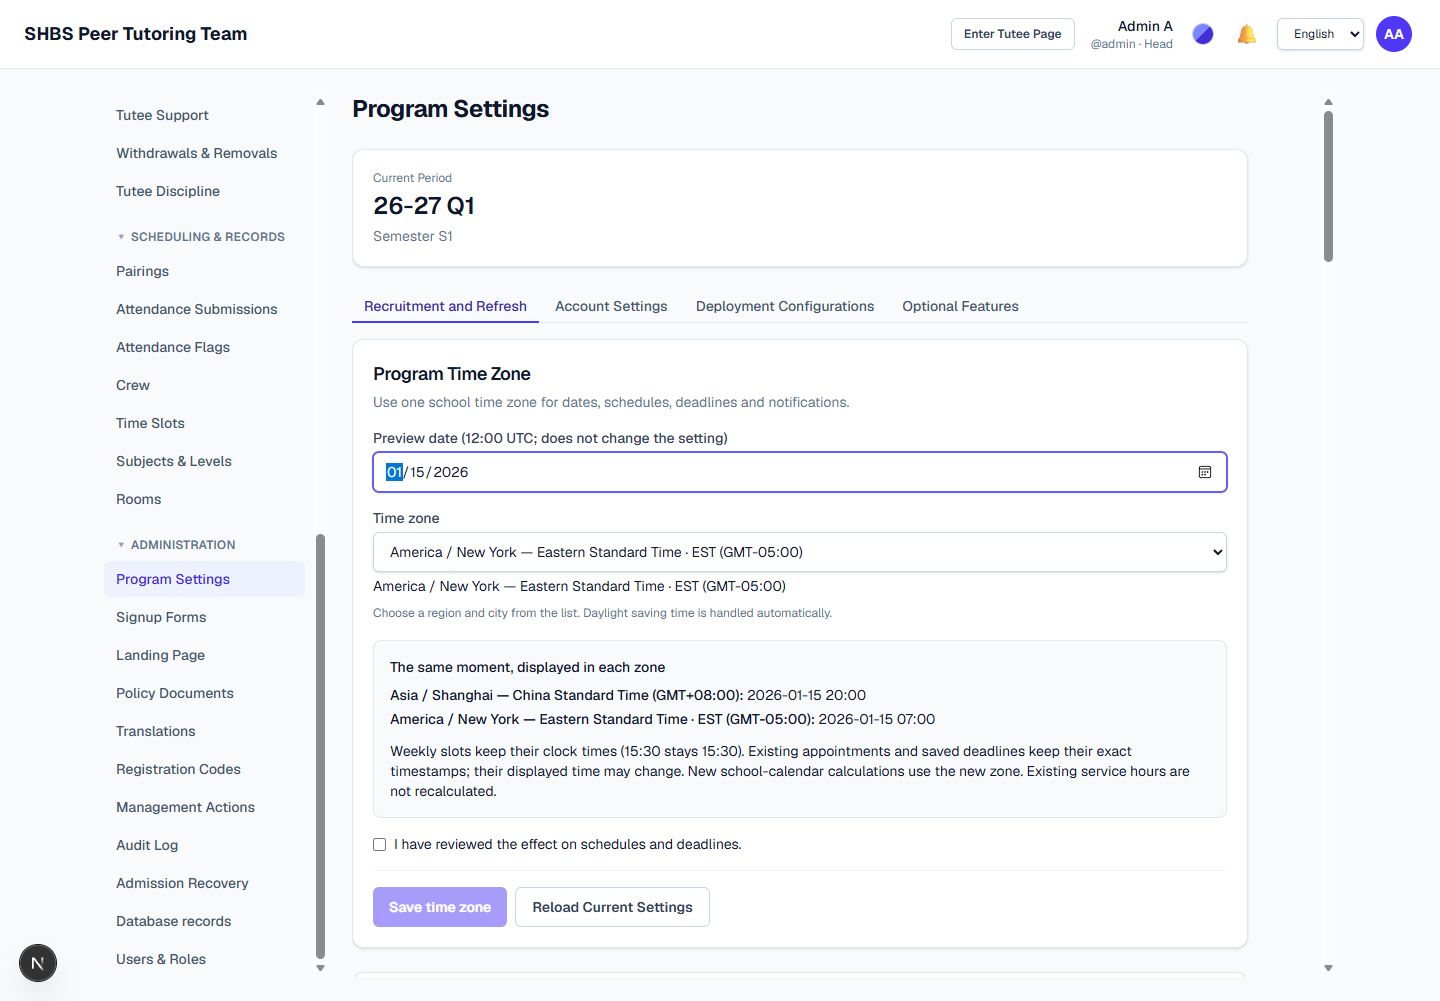 SHBS Peer Tutoring Team
Enter Tutee Page
Admin A
@admin · Head
English
AA
Tutee Support
Withdrawals & Removals
Tutee Discipline
SCHEDULING & RECORDS
Pairings
Attendance Submissions
Attendance Flags
Crew
Time Slots
Subjects & Levels
Rooms
ADMINISTRATION
Program Settings
Signup Forms
Landing Page
Policy Documents
Translations
Registration Codes
Management Actions
Audit Log
Admission Recovery
Database records
Users & Roles
N
Program Settings
Current Period
26-27 Q1
Semester S1
Recruitment and Refresh
Account Settings
Deployment Configurations
Optional Features
Program Time Zone
Use one school time zone for dates, schedules, deadlines and notifications.
Preview date (12:00 UTC; does not change the setting)
01/15/2026
Time zone
America / New York — Eastern Standard Time · EST (GMT-05:00)
America / New York — Eastern Standard Time · EST (GMT-05:00)
Choose a region and city from the list. Daylight saving time is handled automatically.
The same moment, displayed in each zone
Asia / Shanghai — China Standard Time (GMT+08:00): 2026-01-15 20:00
America / New York — Eastern Standard Time · EST (GMT-05:00): 2026-01-15 07:00
Weekly slots keep their clock times (15:30 stays 15:30). Existing appointments and saved deadlines keep their exact
timestamps; their displayed time may change. New school-calendar calculations use the new zone. Existing service hours are
not recalculated.
I have reviewed the effect on schedules and deadlines.
Save time zone
Reload Current Settings